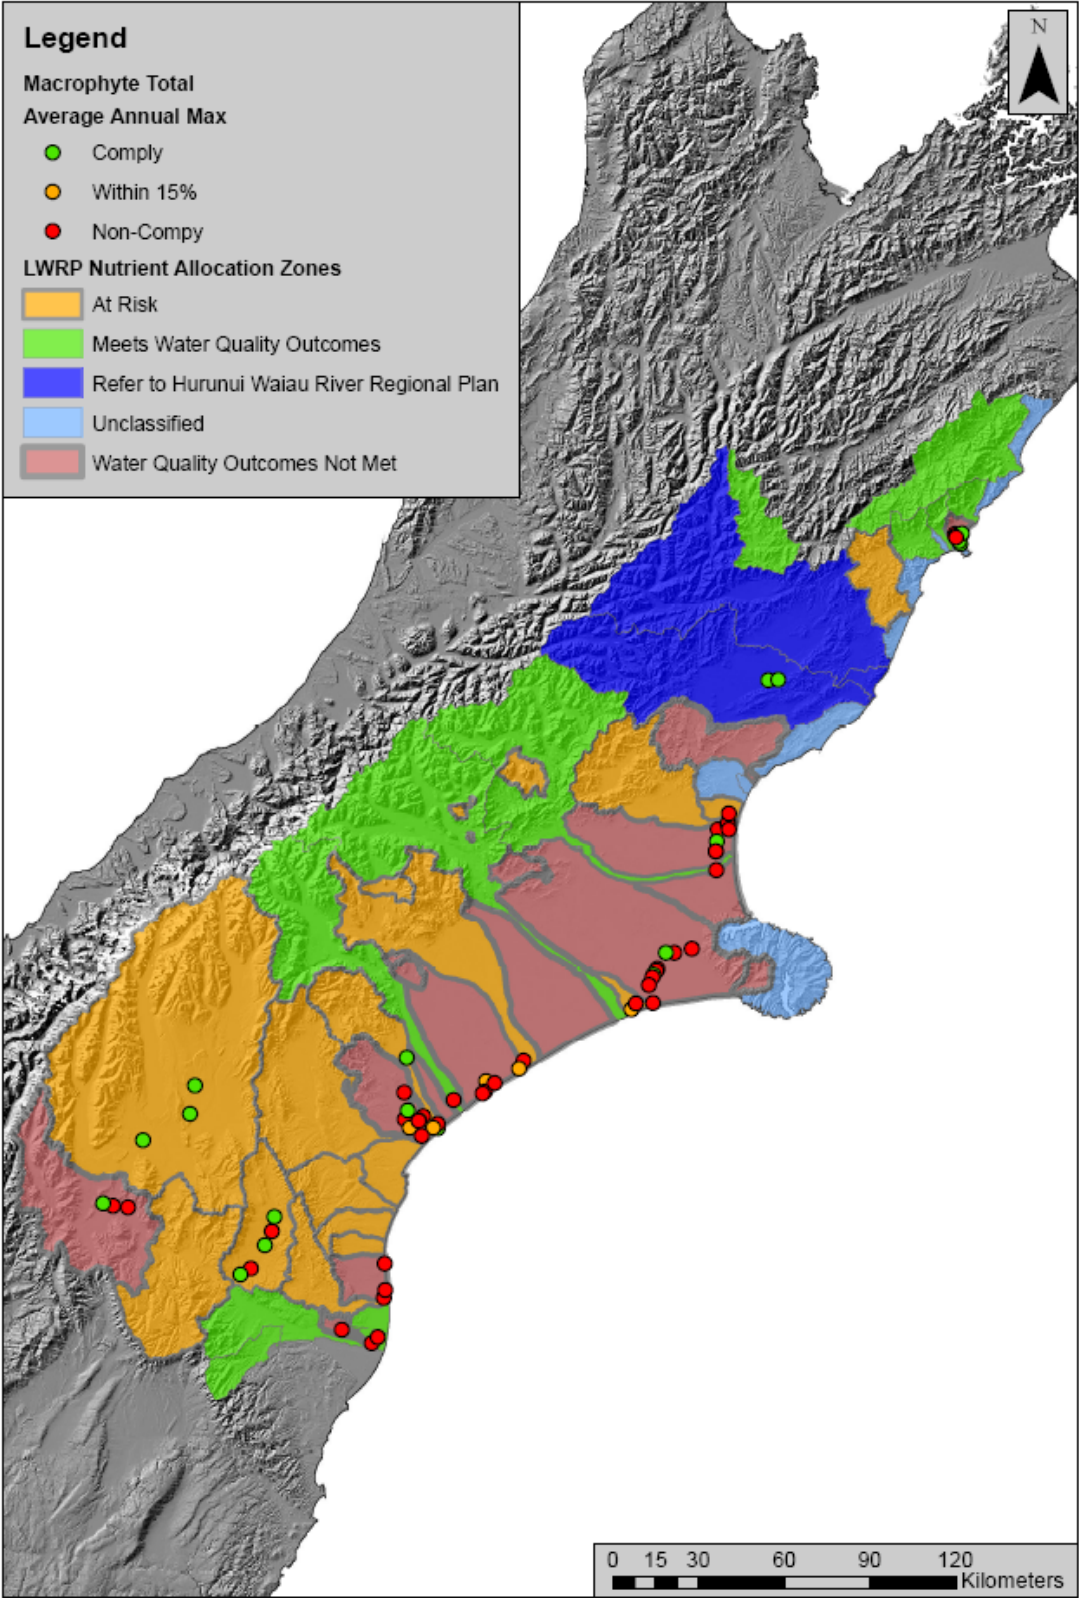 Legend
Macrophyte Total
Average Annual Max
Comply
Within 15%
Non-Compy
LWRP Nutrient Allocation Zones
At Risk
Meets Water Quality Outcomes
Refer to Hurunui Waiau River Regional Plan
Unclassified
Water Quality Outcomes Not Met
N
0 15 30 60 90 120
Kilometers